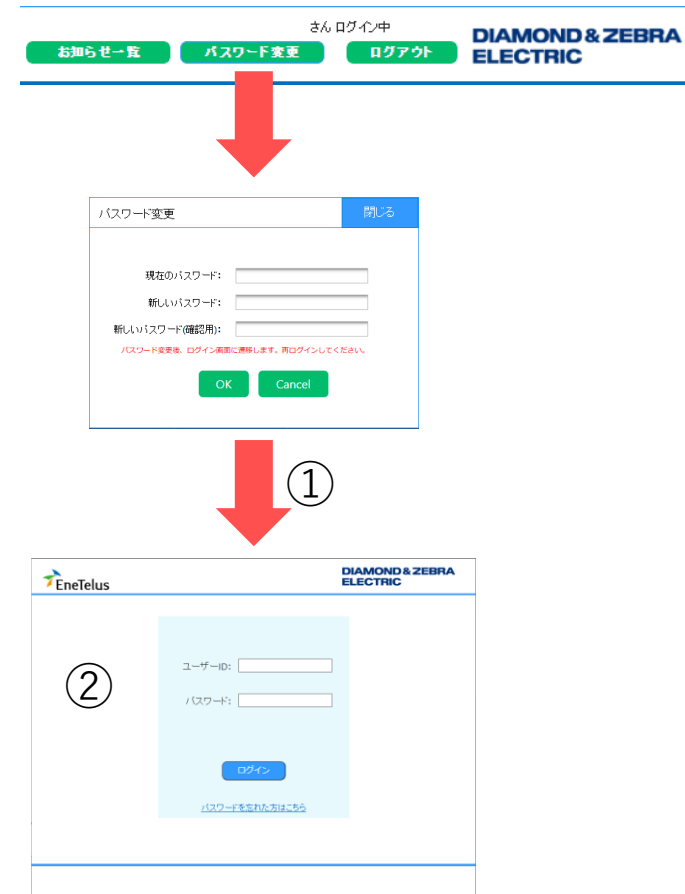 さん ログイン中
お知らせ一覧 パスワード変更 ログアウト
DIAMOND & ZEBRA
ELECTRIC
パスワード変更 閉じる
現在のパスワード:
新しいパスワード:
新しいパスワード(確認用):
パスワード変更後、ログイン画面に遷移します。再ログインしてください。
OK Cancel
①
EneTelus
DIAMOND & ZEBRA
ELECTRIC
②
ユーザーID:
パスワード:
ログイン
パスワードを忘れた方はこちら